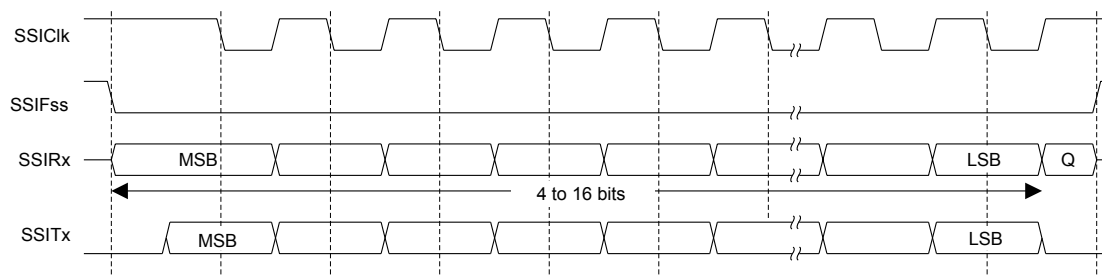 SSIClk
SSIFss
SSIRx MSB LSB Q
4 to 16 bits
SSITx MSB LSB